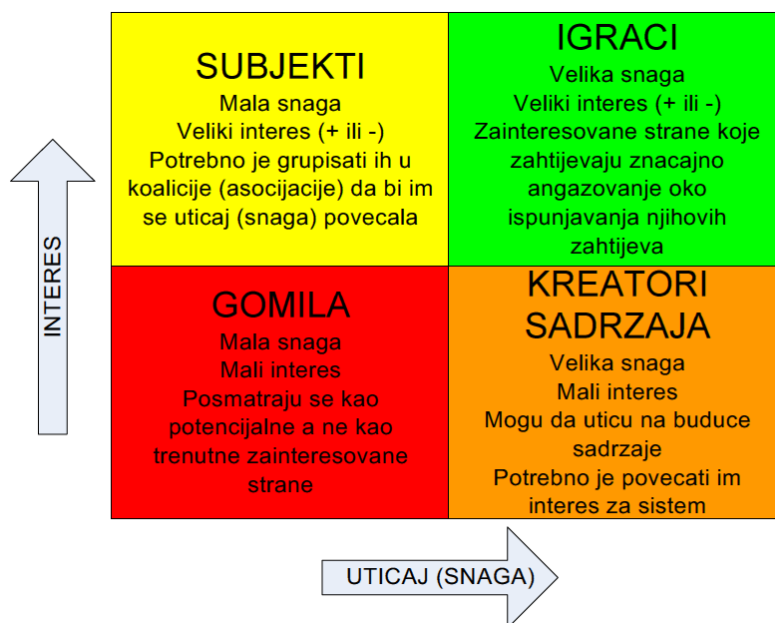 SUBJEKTI
Mala snaga
Veliki interes (+ ili -)
Potrebno je grupisati ih u
koalicije (asocijacije) da bi im
se uticaj (snaga) povecala
IGRACI
Velika snaga
Veliki interes (+ ili -)
Zainteresovane strane koje
zahtijevaju znacajno
angazovanje oko
ispunjavanja njihovih
zahtijeva
INTERES
GOMILA
Mala snaga
Mali interes
Posmatraju se kao
potencijalne a ne kao
trenutne zainteresovane
strane
KREATORI
SADRZAJA
Velika snaga
Mali interes
Mogu da uticu na buduce
sadrzaje
Potrebno je povecati im
interes za sistem
UTICAJ (SNAGA)